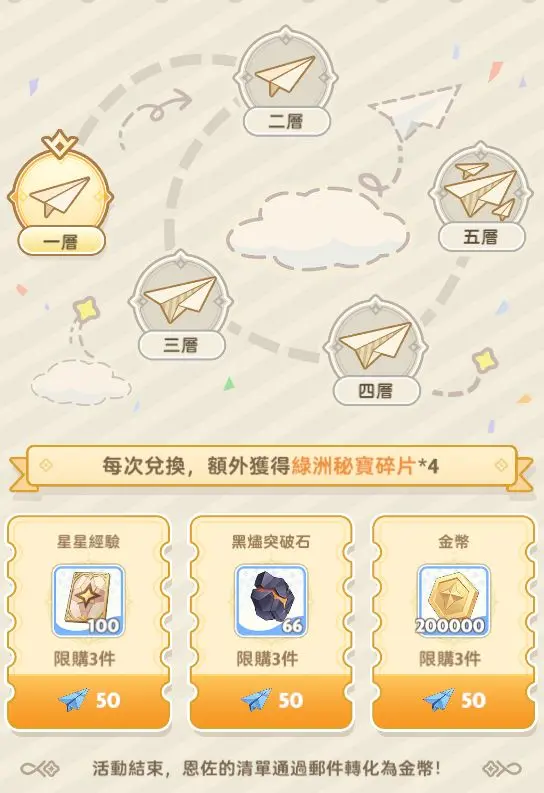 二層
一層
五層
三層
四層
每次兌換，額外獲得綠洲秘寶碎片*4
星星經驗
黑燼突破石
金幣
100
66
200000
限購3件
限購3件
限購3件
50
50
50
活動結束，恩佐的清單通過郵件轉化為金幣！